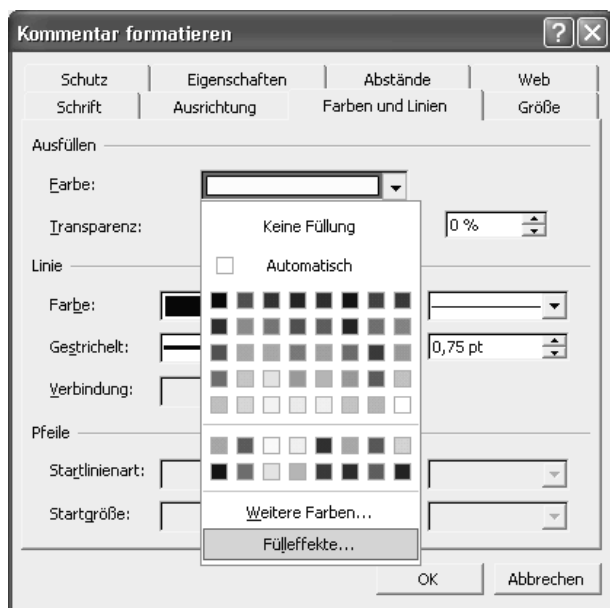 Kommentar formatieren
Schutz Eigenschaften Abstände Web
Schrift Ausrichtung Farben und Linien Größe
Ausfüllen
Farbe:
Transparenz: Keine Füllung 0 %
Linie Automatisch
Farbe:
Gestrichelt: 0,75 pt
Verbindung:
Pfeile
Startlinienart:
Startgröße: Weitere Farben...
Fülleffekte...
OK Abbrechen